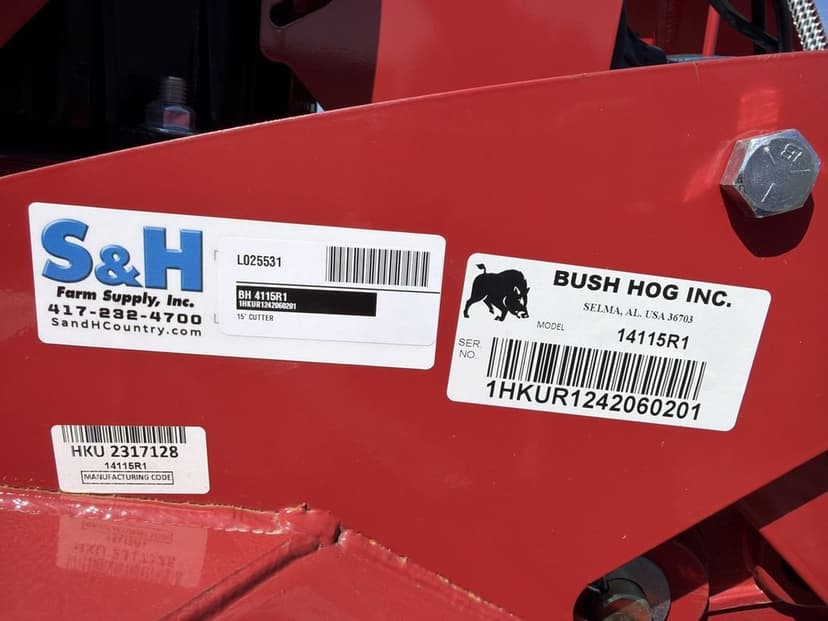 S&H
Farm Supply, Inc.
417-232-4700
SandHCountry.com
L025531
BH 4115R1
1HKUR1242060201
15' CUTTER
BUSH HOG INC.
SELMA, AL. USA 36703
MODEL 14115R1
SER.
NO.
1HKUR1242060201
HKU 2317128
14115R1
MANUFACTURING CODE